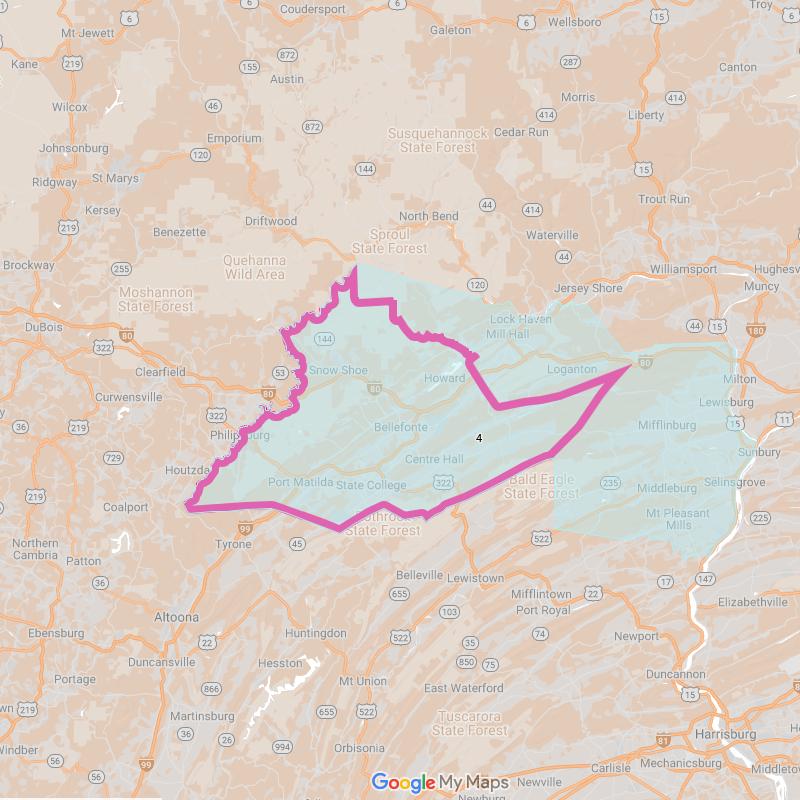 Coudersport
Wellsboro
Troy
Mt Jewett
Galeton
Kane
Canton
Austin
Morris
Wilcox
Liberty
Susquehannock
State Forest
Cedar Run
Emporium
Johnsonburg
Ridgway
St Marys
Trout Run
Kersey
Driftwood
North Bend
Benezette
Sproul
State Forest
Waterville
Brockway
Quehanna
Wild Area
Williamsport
Hughesv
Muncy
Jersey Shore
Moshannon
State Forest
DuBois
Lock Haven
Mill Hall
Clearfield
Snow Shoe
Howard
Loganton
Milton
Curwensville
Lewisburg
Bellefonte
Mifflinburg
Philipsburg
4
Sunbury
Centre Hall
Houtzda
Port Matilda
State College
Bald Eagle
State Forest
Middleburg
Selinsgrove
Coalport
Mt Pleasant
Mills
Rothrock
State Forest
Northern
Cambria
Tyrone
Patton
Belleville
Lewistown
Mifflintown
Port Royal
Elizabethville
Altoona
Ebensburg
Huntingdon
Newport
Duncansville
Hesston
Duncannon
Portage
Mt Union
East Waterford
Martinsburg
Tuscarora
State Forest
Harrisburg
Windber
Orbisonia
Mechanicsburg
Carlisle
Middleto
Newville
Newburg
Google My Maps
6
6
6
6
15
219
872
155
287
46
414
414
872
120
144
15
219
44
414
255
44
120
80
322
144
44
15
180
53
80
80
80
322
36
219
15
11
729
322
235
219
99
45
522
225
36
17
147
655
22
103
74
22
522
35
850
75
219
866
56
655
522
15
36
26
994
81
56
99